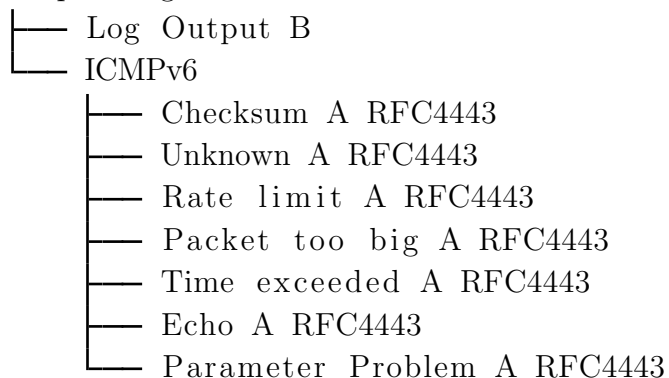 ├── Log Output B
└── ICMPv6
    ├── Checksum A RFC4443
    ├── Unknown A RFC4443
    ├── Rate limit A RFC4443
    ├── Packet too big A RFC4443
    ├── Time exceeded A RFC4443
    ├── Echo A RFC4443
    └── Parameter Problem A RFC4443